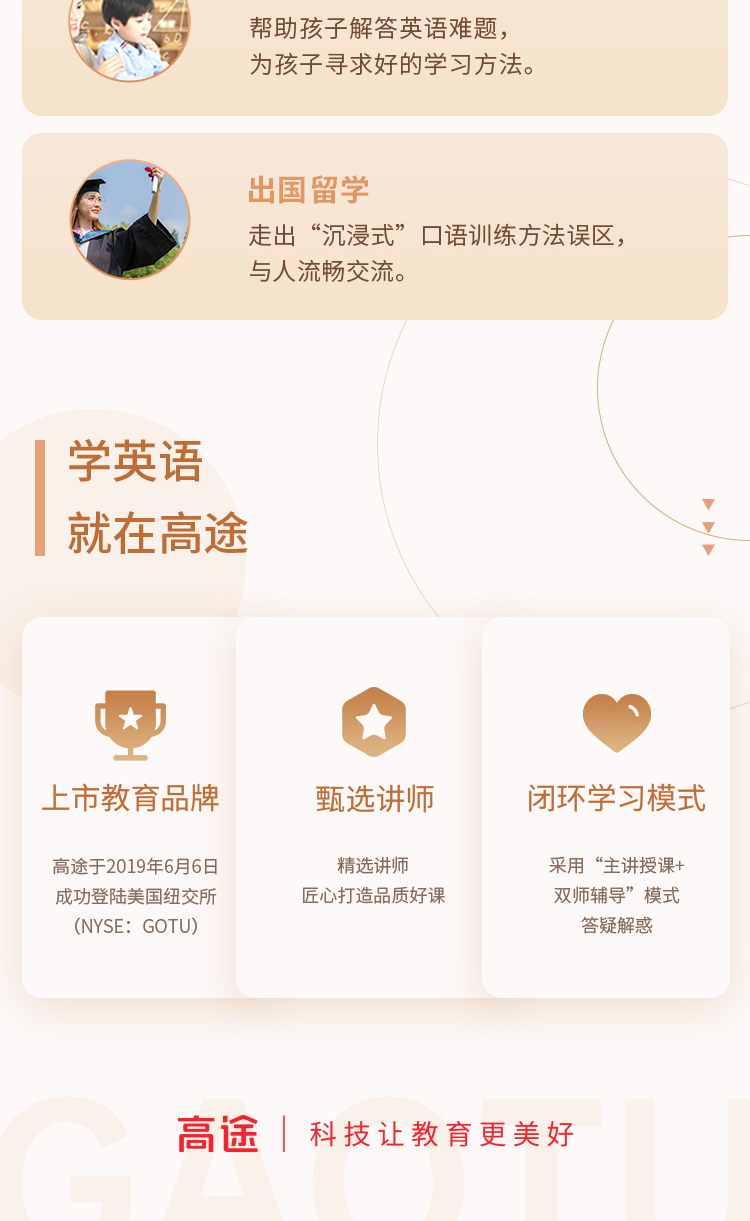 帮助孩子解答英语难题，
为孩子寻求好的学习方法。
出国留学
走出“沉浸式”口语训练方法误区，
与人流畅交流。
学英语
就在高途
上市教育品牌
高途于2019年6月6日
成功登陆美国纽交所
（NYSE：GOTU）
甄选讲师
精选讲师
匠心打造品质好课
闭环学习模式
采用“主讲授课+
双师辅导”模式
答疑解惑
GAOTU
高途｜科技让教育更美好